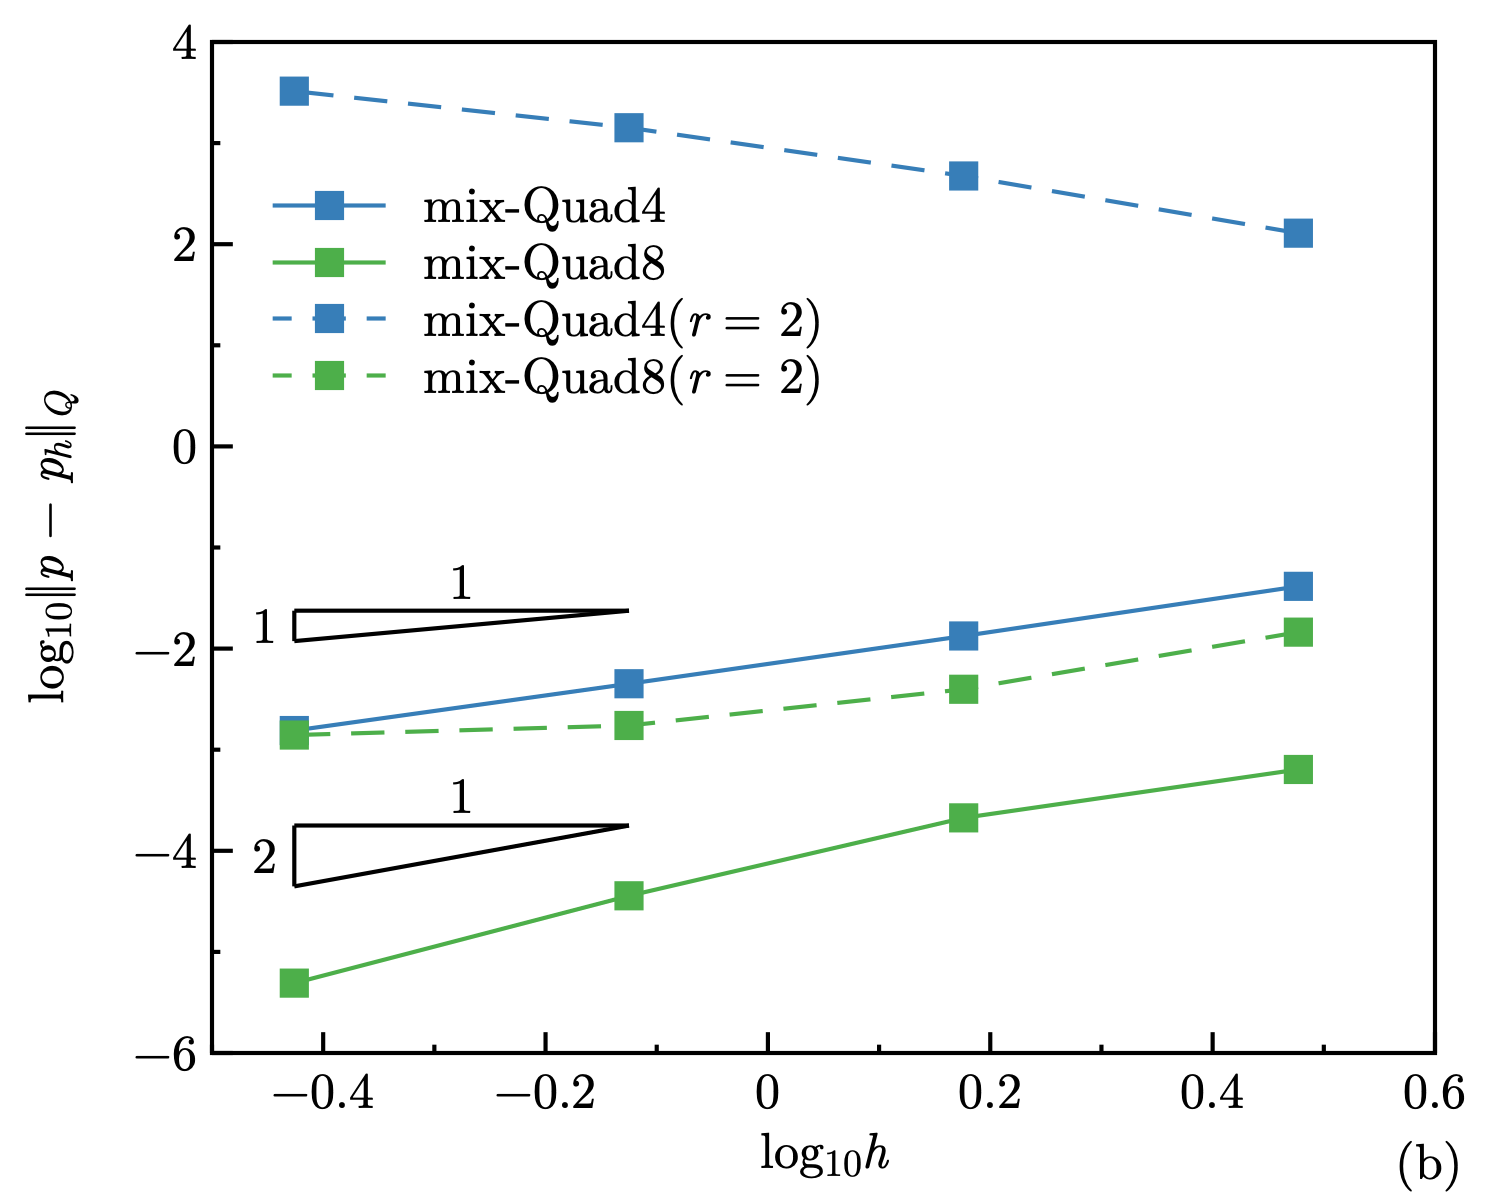 4
2
0
−2
−4
−6
log₁₀‖p − pₕ‖_Q
mix-Quad4
mix-Quad8
mix-Quad4(r = 2)
mix-Quad8(r = 2)
1
1
1
2
−0.4 −0.2 0 0.2 0.4 0.6
log₁₀h
(b)